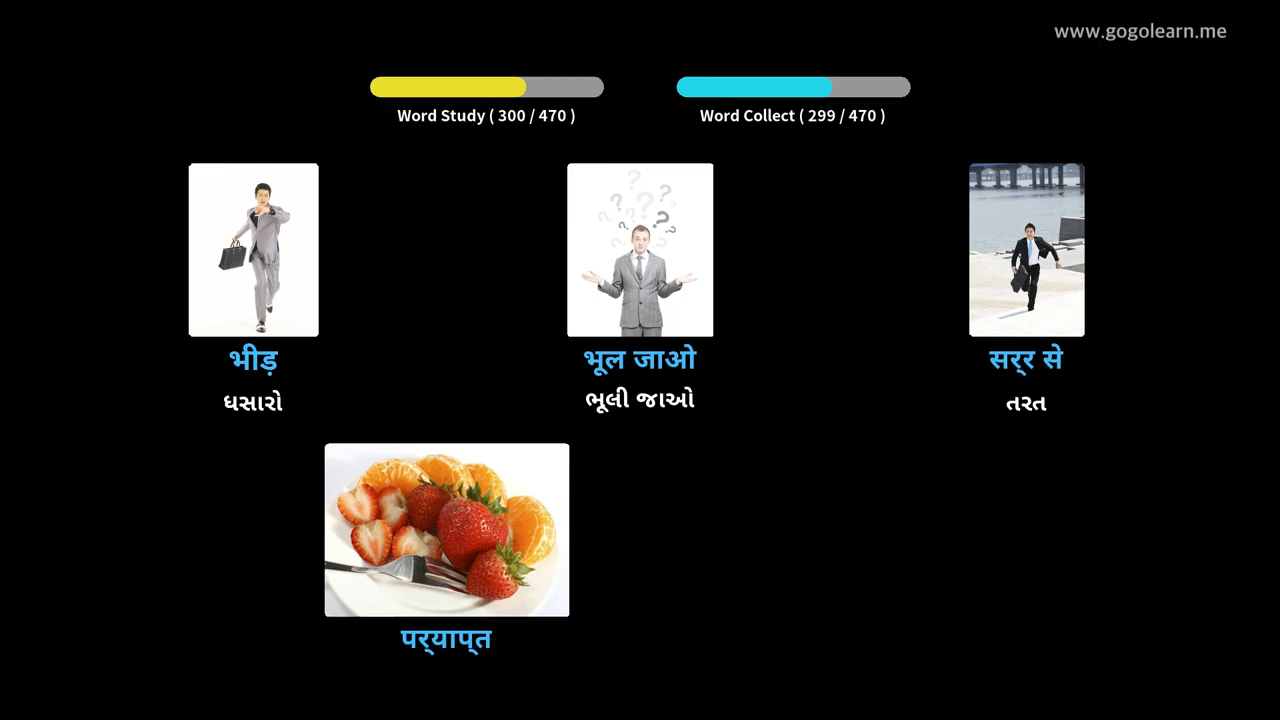 www.gogolearn.me
Word Study ( 300 / 470 )
Word Collect ( 299 / 470 )
भीड़
भूल जाओ
सर्र से
ધસારો
ભૂલી જાઓ
તરત
पर्याप्त